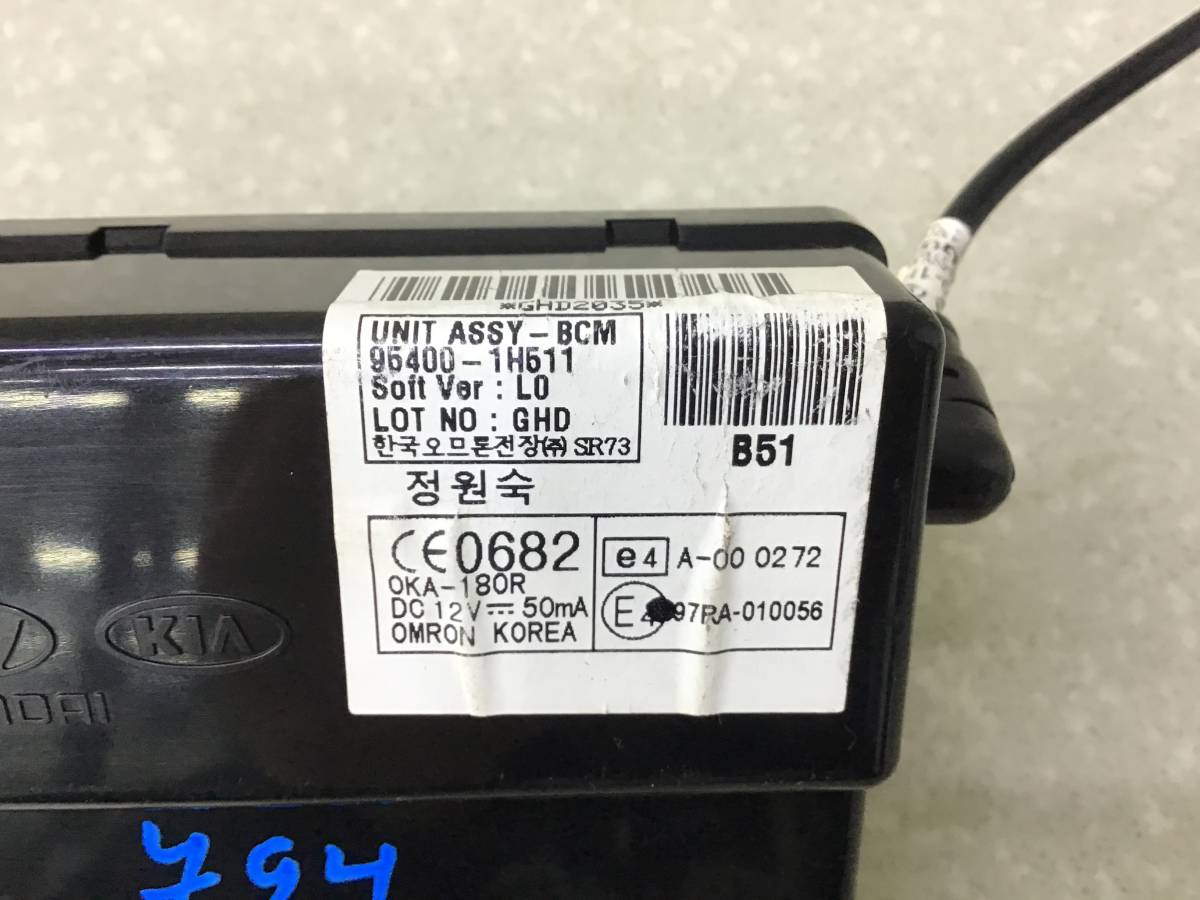 *GHD2035*
UNIT ASSY-BCM
95400-1H511
Soft Ver : L0
LOT NO : GHD
한국오므론전장㈜ SR73
B51
정원숙
CE0682
OKA-180R
DC 12V ⎓ 50mA
OMRON KOREA
e4 A-00 0272
E4 97RA-010056
KIA
794